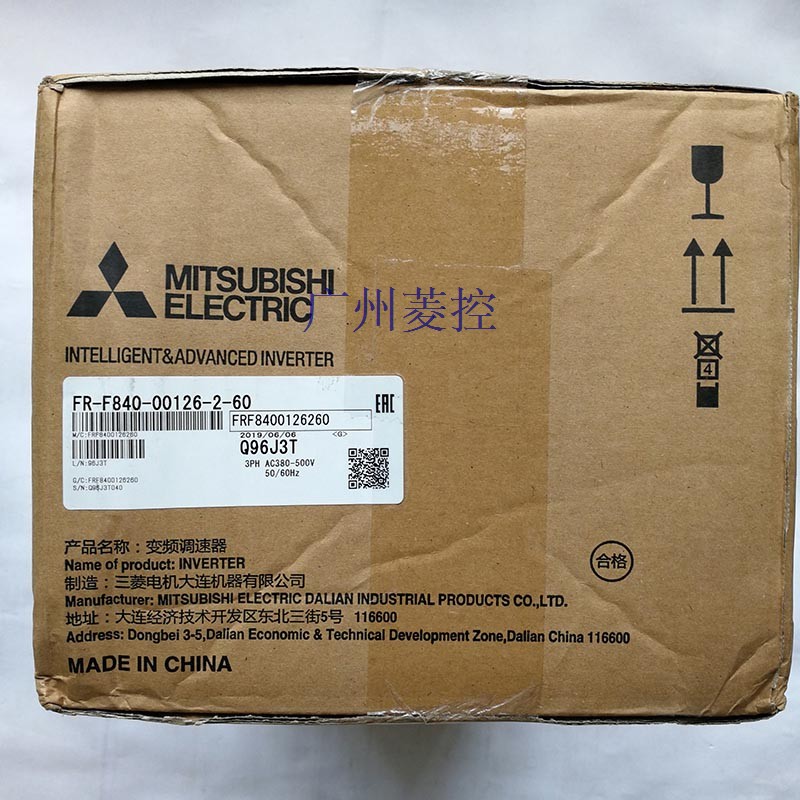 MITSUBISHI
ELECTRIC
广州菱控
INTELLIGENT&ADVANCED INVERTER
FR-F840-00126-2-60
EAC
FRF8400126260
M/C:FRF8400126260
2019/06/06 <G>
Q96J3T
L/N:96J3T
3PH AC380-500V
50/60Hz
G/C:FRF8400126260
S/N:Q96J3T040
4
产品名称：变频调速器
Name of product: INVERTER
合格
制造：三菱电机大连机器有限公司
Manufacturer: MITSUBISHI ELECTRIC DALIAN INDUSTRIAL PRODUCTS CO.,LTD.
地址：大连经济技术开发区东北三街5号 116600
Address: Dongbei 3-5,Dalian Economic & Technical Development Zone,Dalian China 116600
MADE IN CHINA